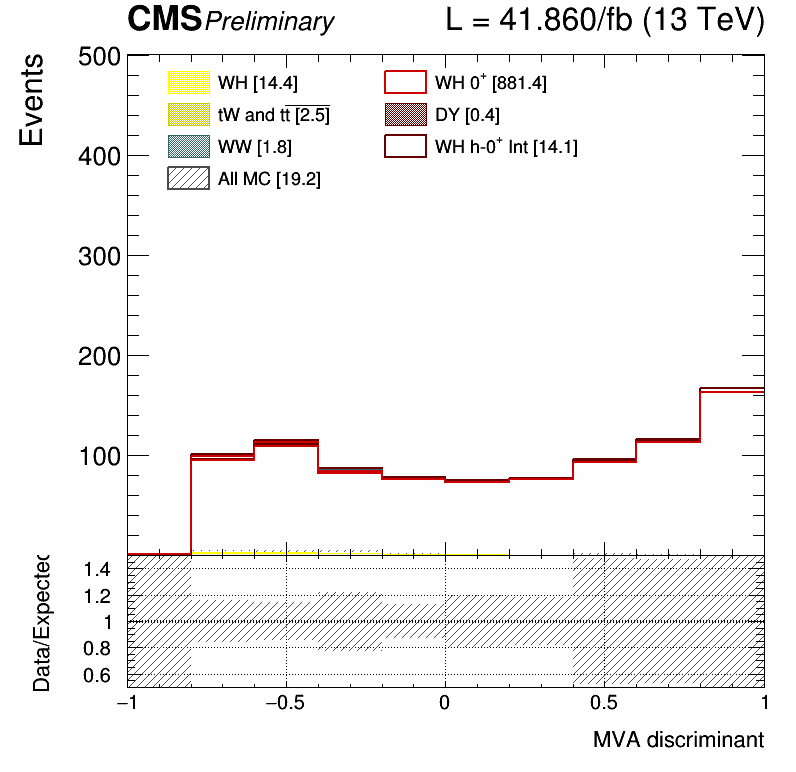 CMS Preliminary L = 41.860/fb (13 TeV)
Events
500
400
300
200
100
WH [14.4]
WH 0⁺ [881.4]
tW and tt̅ [2.5]
DY [0.4]
WW [1.8]
WH h-0⁺ Int [14.1]
All MC [19.2]
Data/Expected
1.4
1.2
1
0.8
0.6
−1 −0.5 0 0.5 1
MVA discriminant